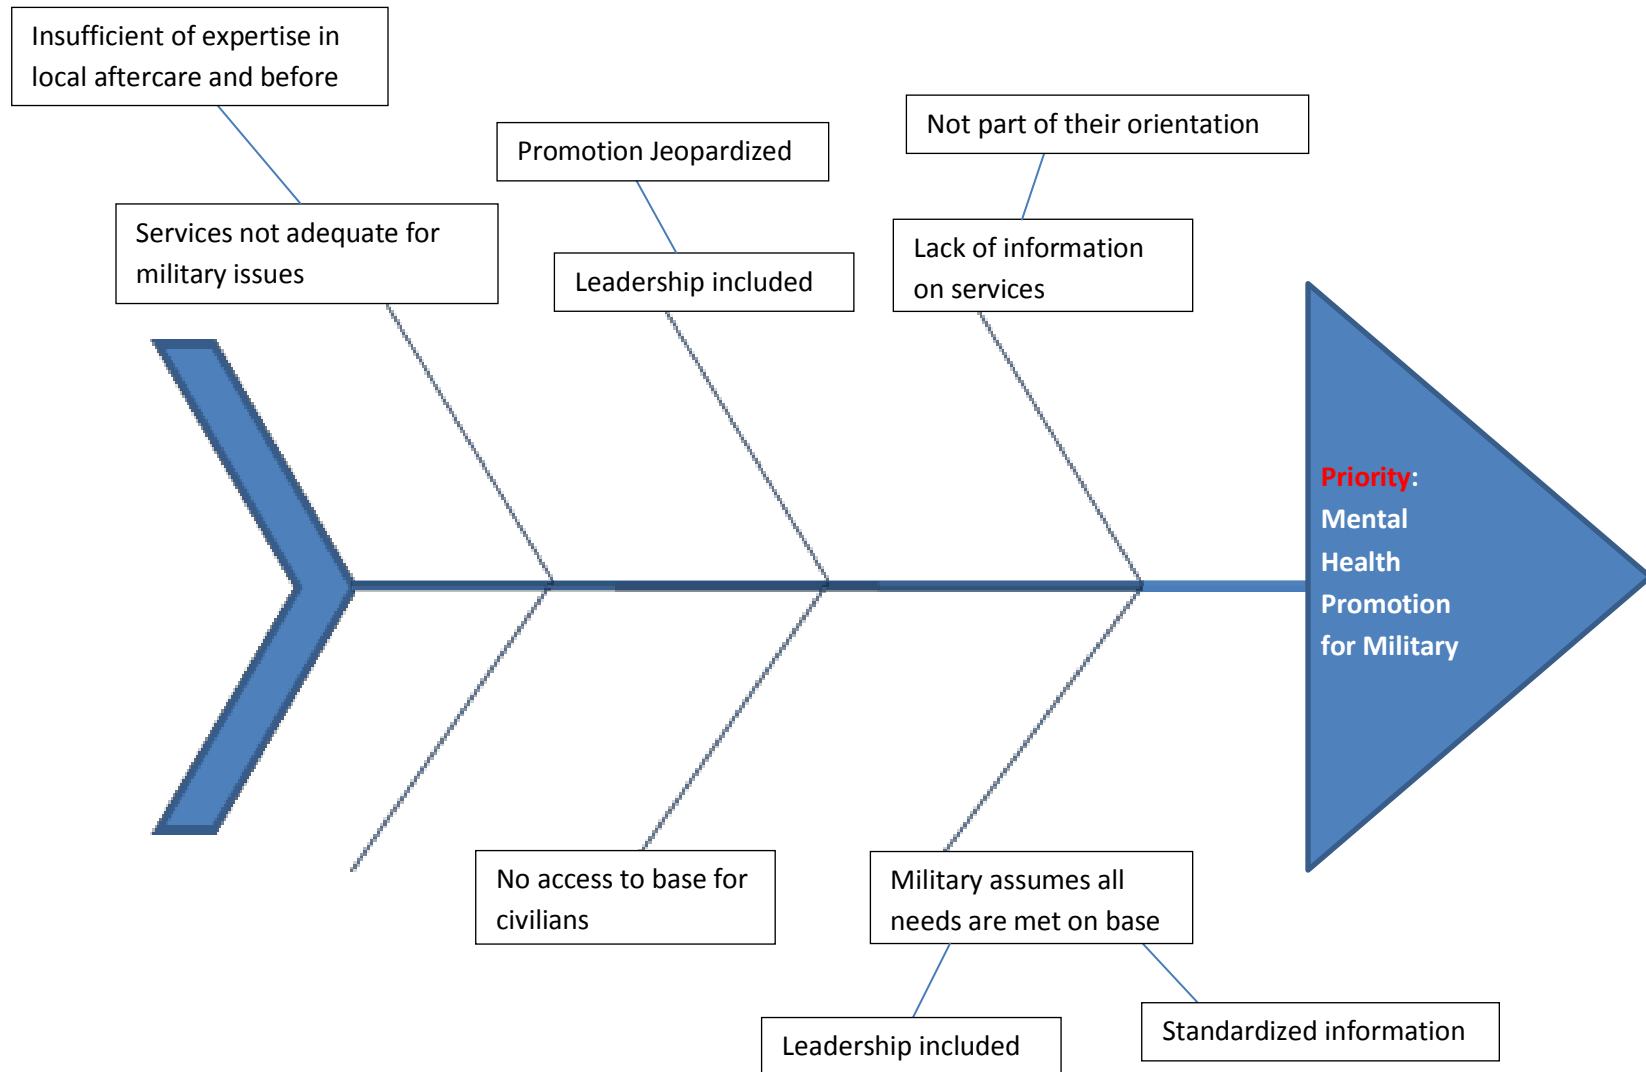 Insufficient of expertise in
local aftercare and before
Promotion Jeopardized
Not part of their orientation
Services not adequate for
military issues
Leadership included
Lack of information
on services
Priority:
Mental
Health
Promotion
for Military
No access to base for
civilians
Military assumes all
needs are met on base
Leadership included
Standardized information